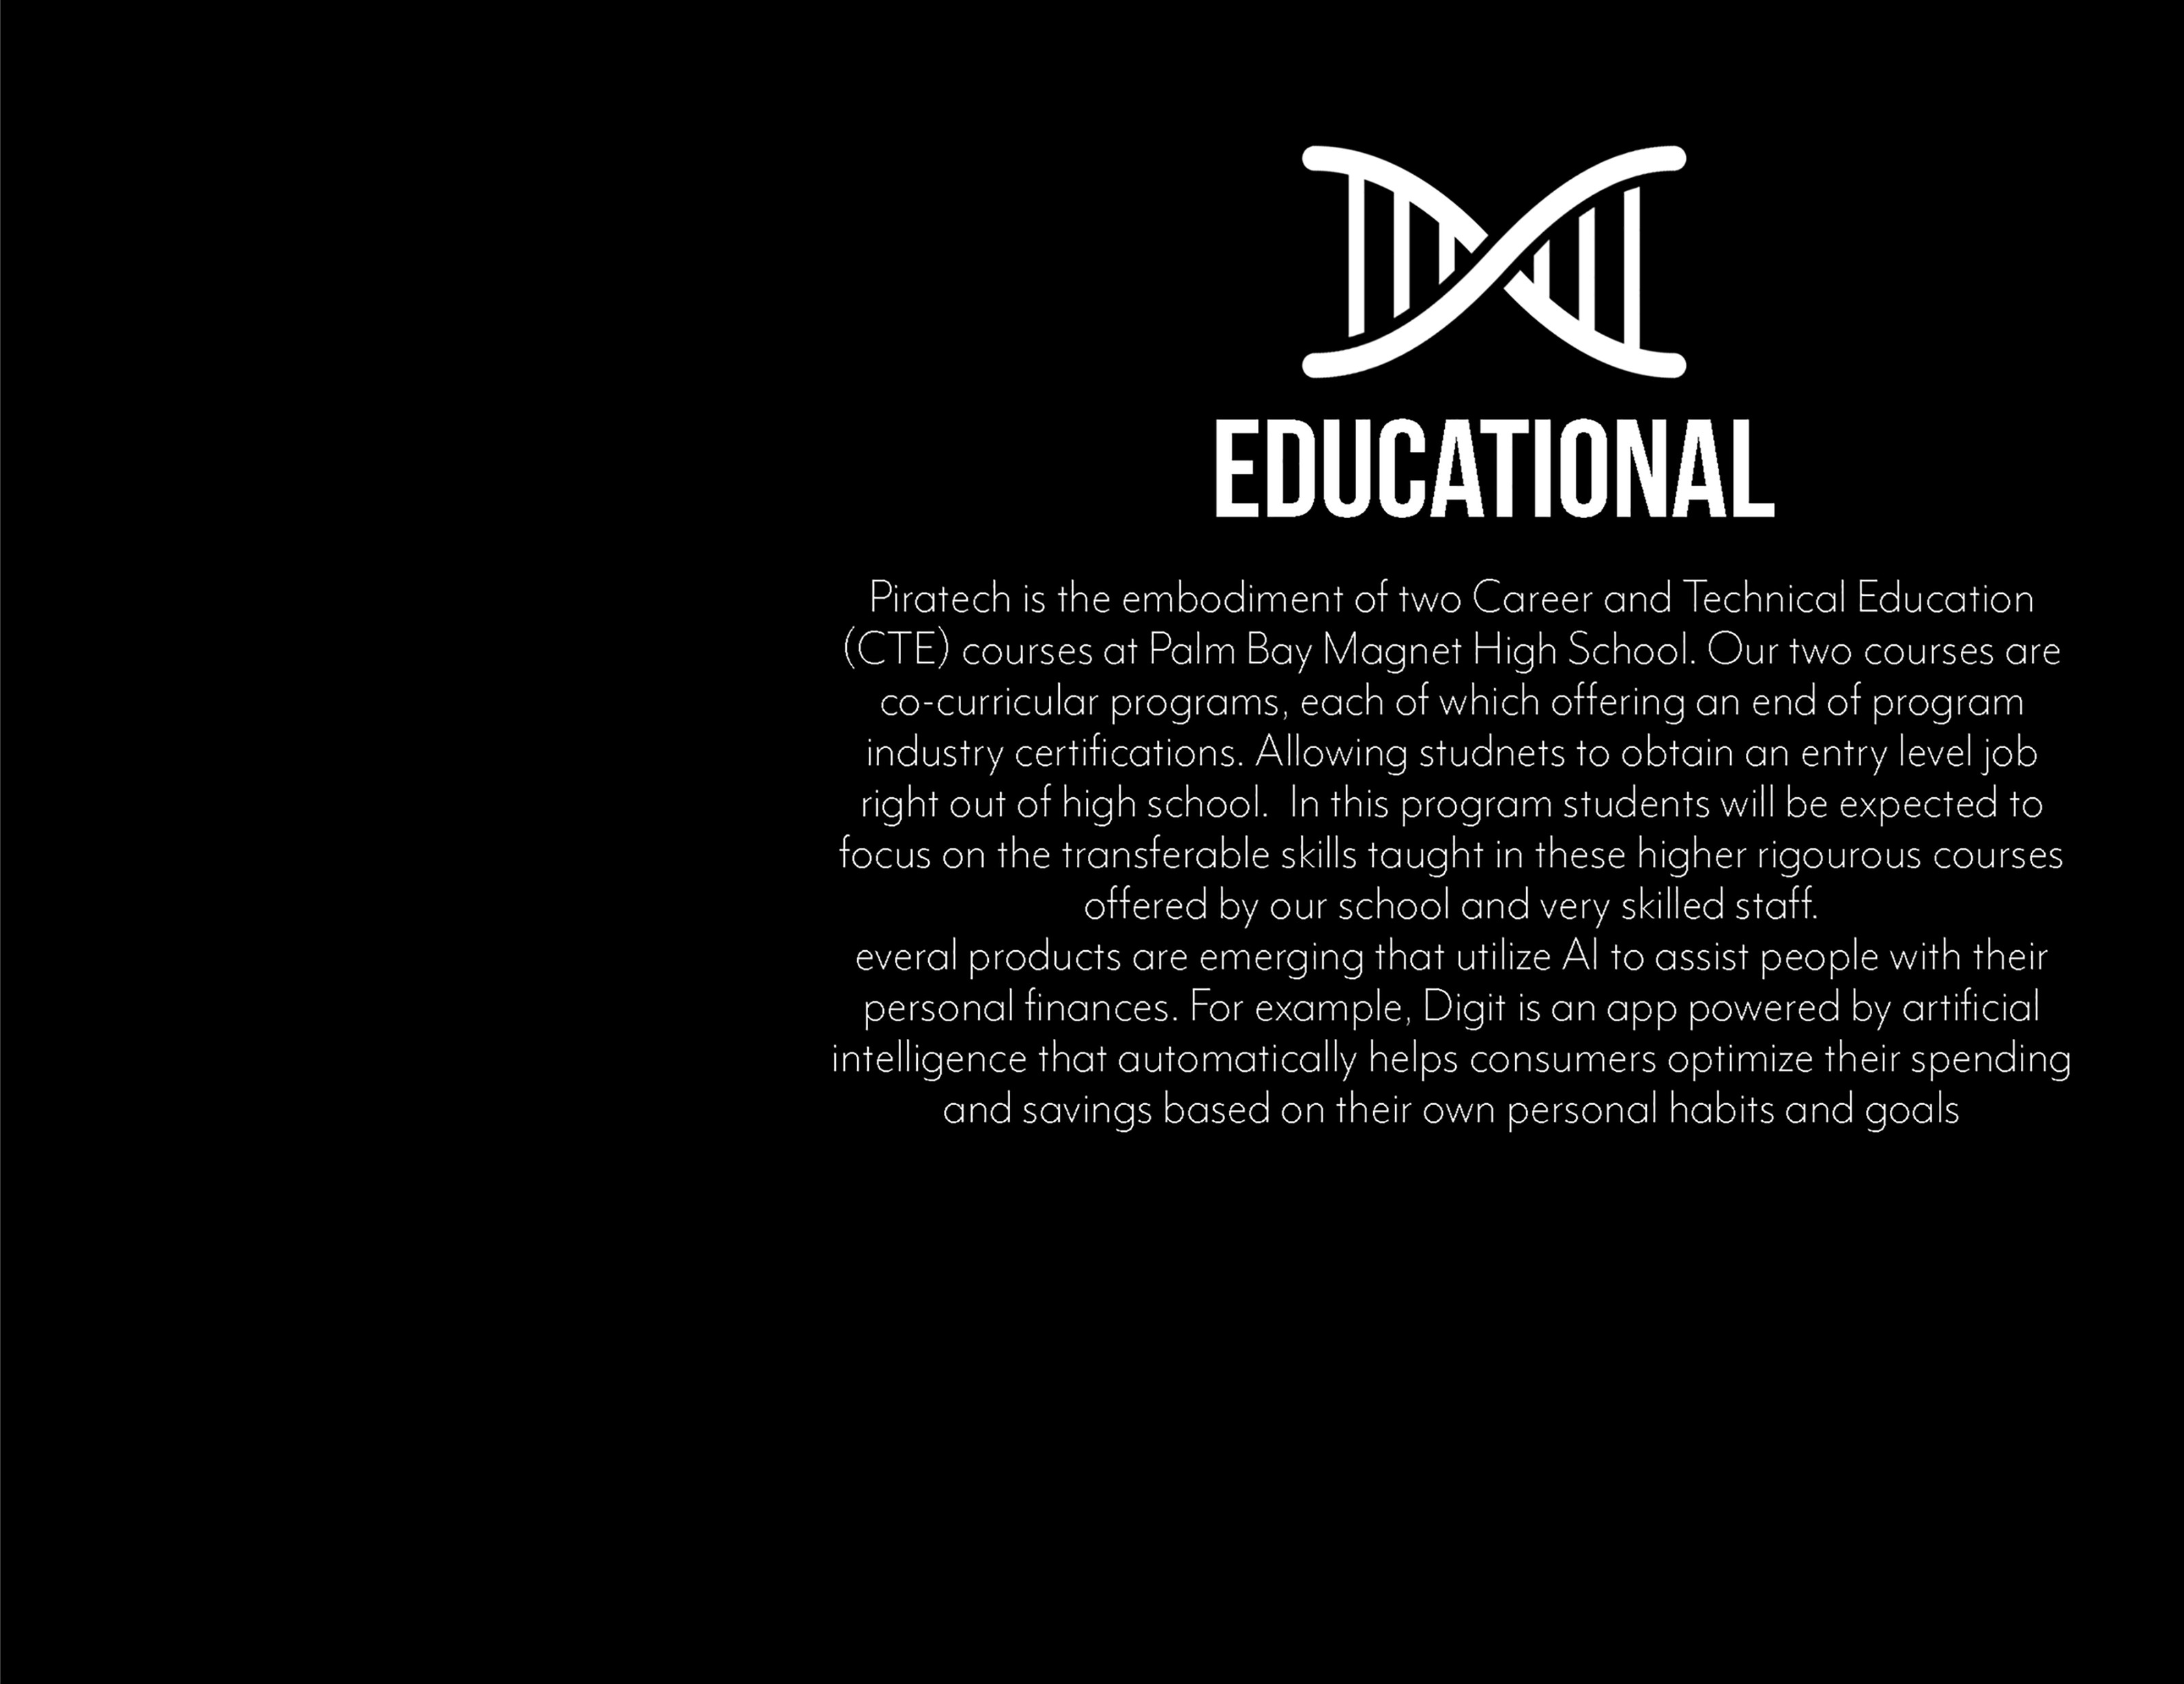 EDUCATIONAL
Piratech is the embodiment of two Career and Technical Education
(CTE) courses at Palm Bay Magnet High School. Our two courses are
co-curricular programs, each of which offering an end of program
industry certifications. Allowing studnets to obtain an entry level job
right out of high school.  In this program students will be expected to
focus on the transferable skills taught in these higher rigourous courses
offered by our school and very skilled staff.
everal products are emerging that utilize AI to assist people with their
personal finances. For example, Digit is an app powered by artificial
intelligence that automatically helps consumers optimize their spending
and savings based on their own personal habits and goals